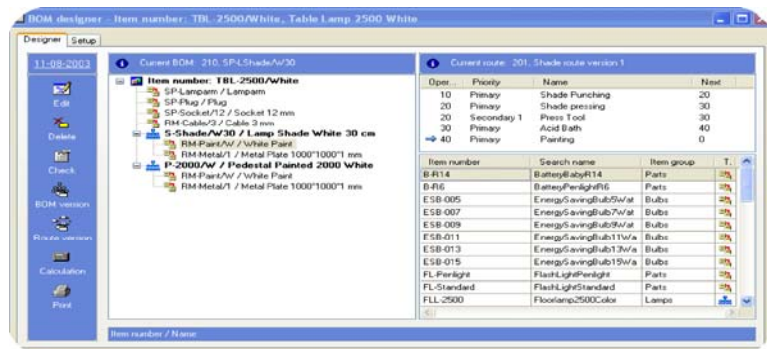 BOM designer - Item number: TBL-2500/White, Table Lamp 2500 White
Designer Setup
11-08-2003
Edit
Delete
Check
BOM version
Route version
Calculation
Print
Current BOM: 210, SP-LShade/W30
Item number: TBL-2500/White
SP-Lamparm / Lamparm
SP-Plug / Plug
SP-Socket/12 / Socket 12 mm
RM-Cable/3 / Cable 3 mm
S-Shade/W30 / Lamp Shade White 30 cm
RM-Paint/W / White Paint
RM-Metal/1 / Metal Plate 1000*1000*1 mm
P-2000/W / Pedestal Painted 2000 White
RM-Paint/W / White Paint
RM-Metal/1 / Metal Plate 1000*1000*1 mm
Current route: 201, Shade route version 1
Oper... Priority Name Next
10 Primary Shade Punching 20
20 Primary Shade pressing 30
20 Secondary 1 Press Tool 30
30 Primary Acid Bath 40
40 Primary Painting 0
Item number Search name Item group T.
B-R14 BatteryBabyR14 Parts
B-R6 BatteryPenlightR6 Parts
ESB-005 EnergySavingBulb5Wat Bulbs
ESB-007 EnergySavingBulb7Wat Bulbs
ESB-009 EnergySavingBulb9Wat Bulbs
ESB-011 EnergySavingBulb11Wa Bulbs
ESB-013 EnergySavingBulb13Wa Bulbs
ESB-015 EnergySavingBulb15Wa Bulbs
FL-Penlight FlashLightPenlight Parts
FL-Standard FlashLightStandard Parts
FLL-2500 Floorlamp2500Color Lamps
Item number / Name